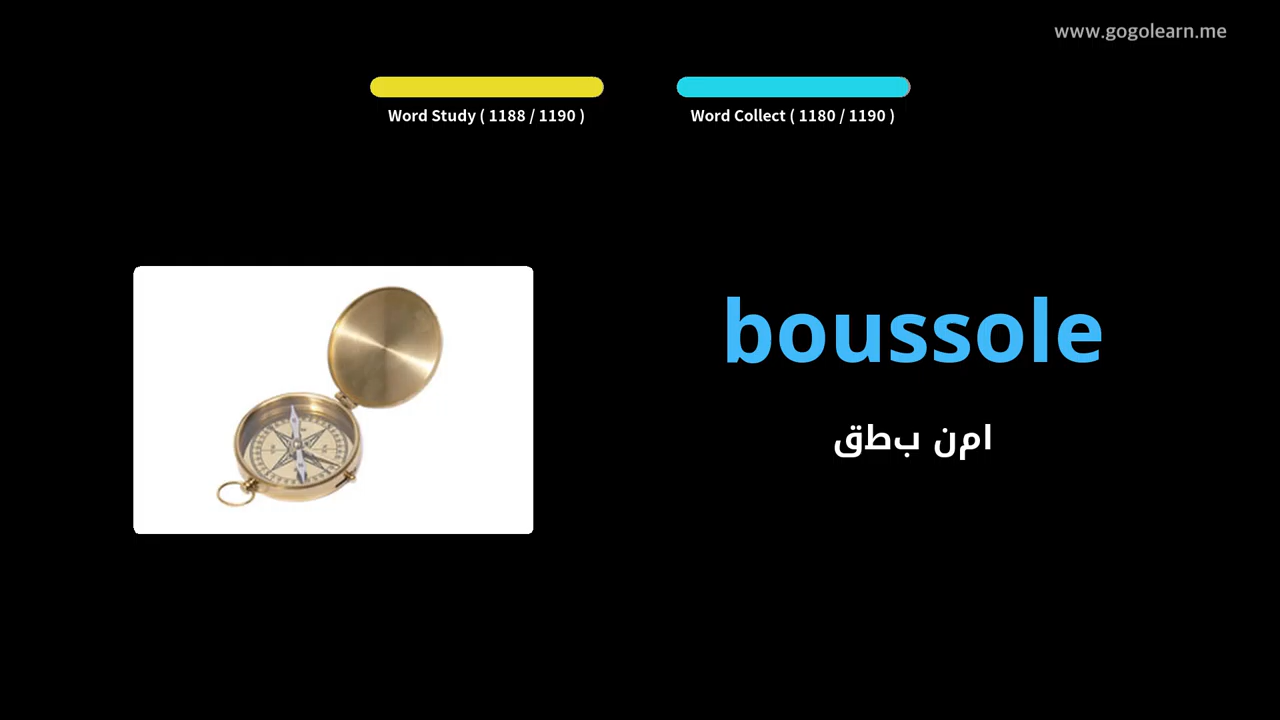 www.gogolearn.me
Word Study ( 1188 / 1190 )
Word Collect ( 1180 / 1190 )
boussole
امن بطق